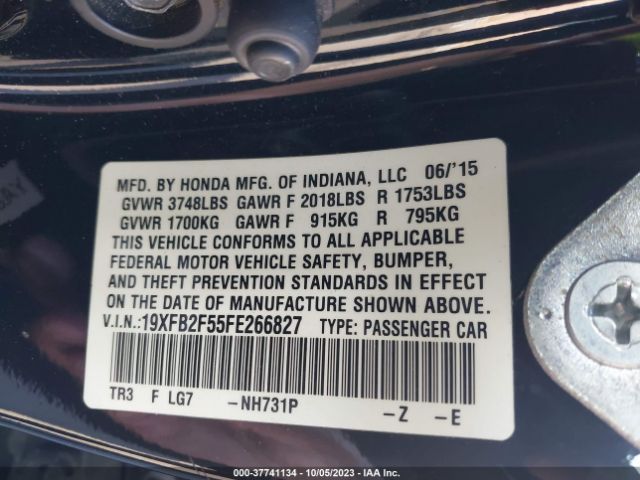 MFD. BY HONDA MFG. OF INDIANA, LLC 06/'15
GVWR 3748LBS GAWR F 2018LBS R 1753LBS
GVWR 1700KG GAWR F 915KG R 795KG
THIS VEHICLE CONFORMS TO ALL APPLICABLE
FEDERAL MOTOR VEHICLE SAFETY, BUMPER,
AND THEFT PREVENTION STANDARDS IN EFFECT
ON THE DATE OF MANUFACTURE SHOWN ABOVE.
V.I.N.:19XFB2F55FE266827 TYPE: PASSENGER CAR
TR3 F LG7 -NH731P -Z -E
000-37741134 - 10/05/2023 - IAA Inc.